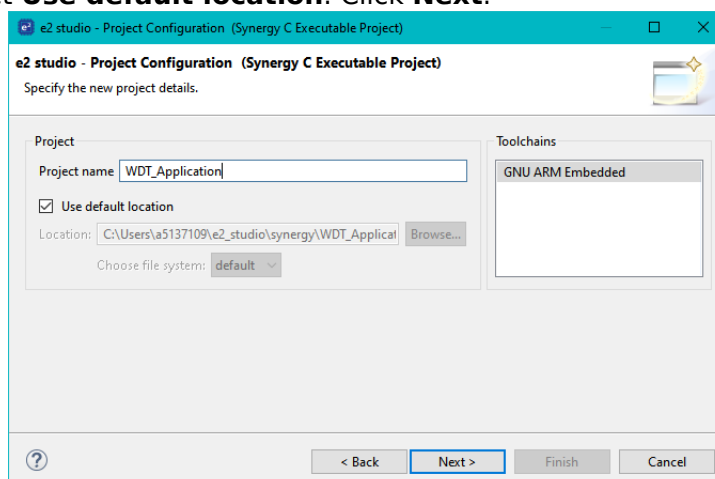 Use default location. Click Next.
e2 studio - Project Configuration (Synergy C Executable Project)
e2 studio - Project Configuration (Synergy C Executable Project)
Specify the new project details.
Project
Project name WDT_Application
Use default location
Location: C:\Users\a5137109\e2_studio\synergy\WDT_Applicat Browse...
Choose file system: default
Toolchains
GNU ARM Embedded
? < Back Next > Finish Cancel